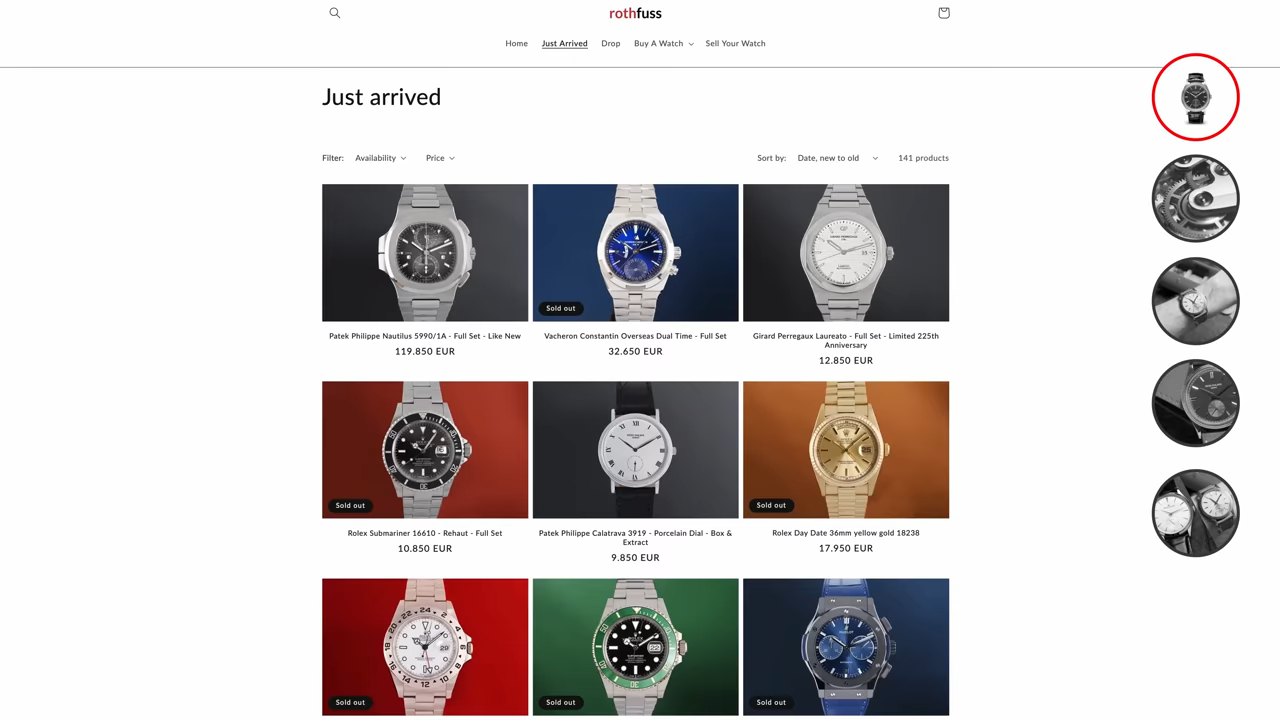 rothfuss
Home Just Arrived Drop Buy A Watch Sell Your Watch
Just arrived
Filter: Availability Price Sort by: Date, new to old 141 products
Sold out
Patek Philippe Nautilus 5990/1A - Full Set - Like New
119.850 EUR
Vacheron Constantin Overseas Dual Time - Full Set
32.650 EUR
Girard Perregaux Laureato - Full Set - Limited 225th
Anniversary
12.850 EUR
Sold out
Sold out
Rolex Submariner 16610 - Rehaut - Full Set
10.850 EUR
Patek Philippe Calatrava 3919 - Porcelain Dial - Box &
Extract
9.850 EUR
Rolex Day Date 36mm yellow gold 18238
17.950 EUR
Sold out
Sold out
Sold out